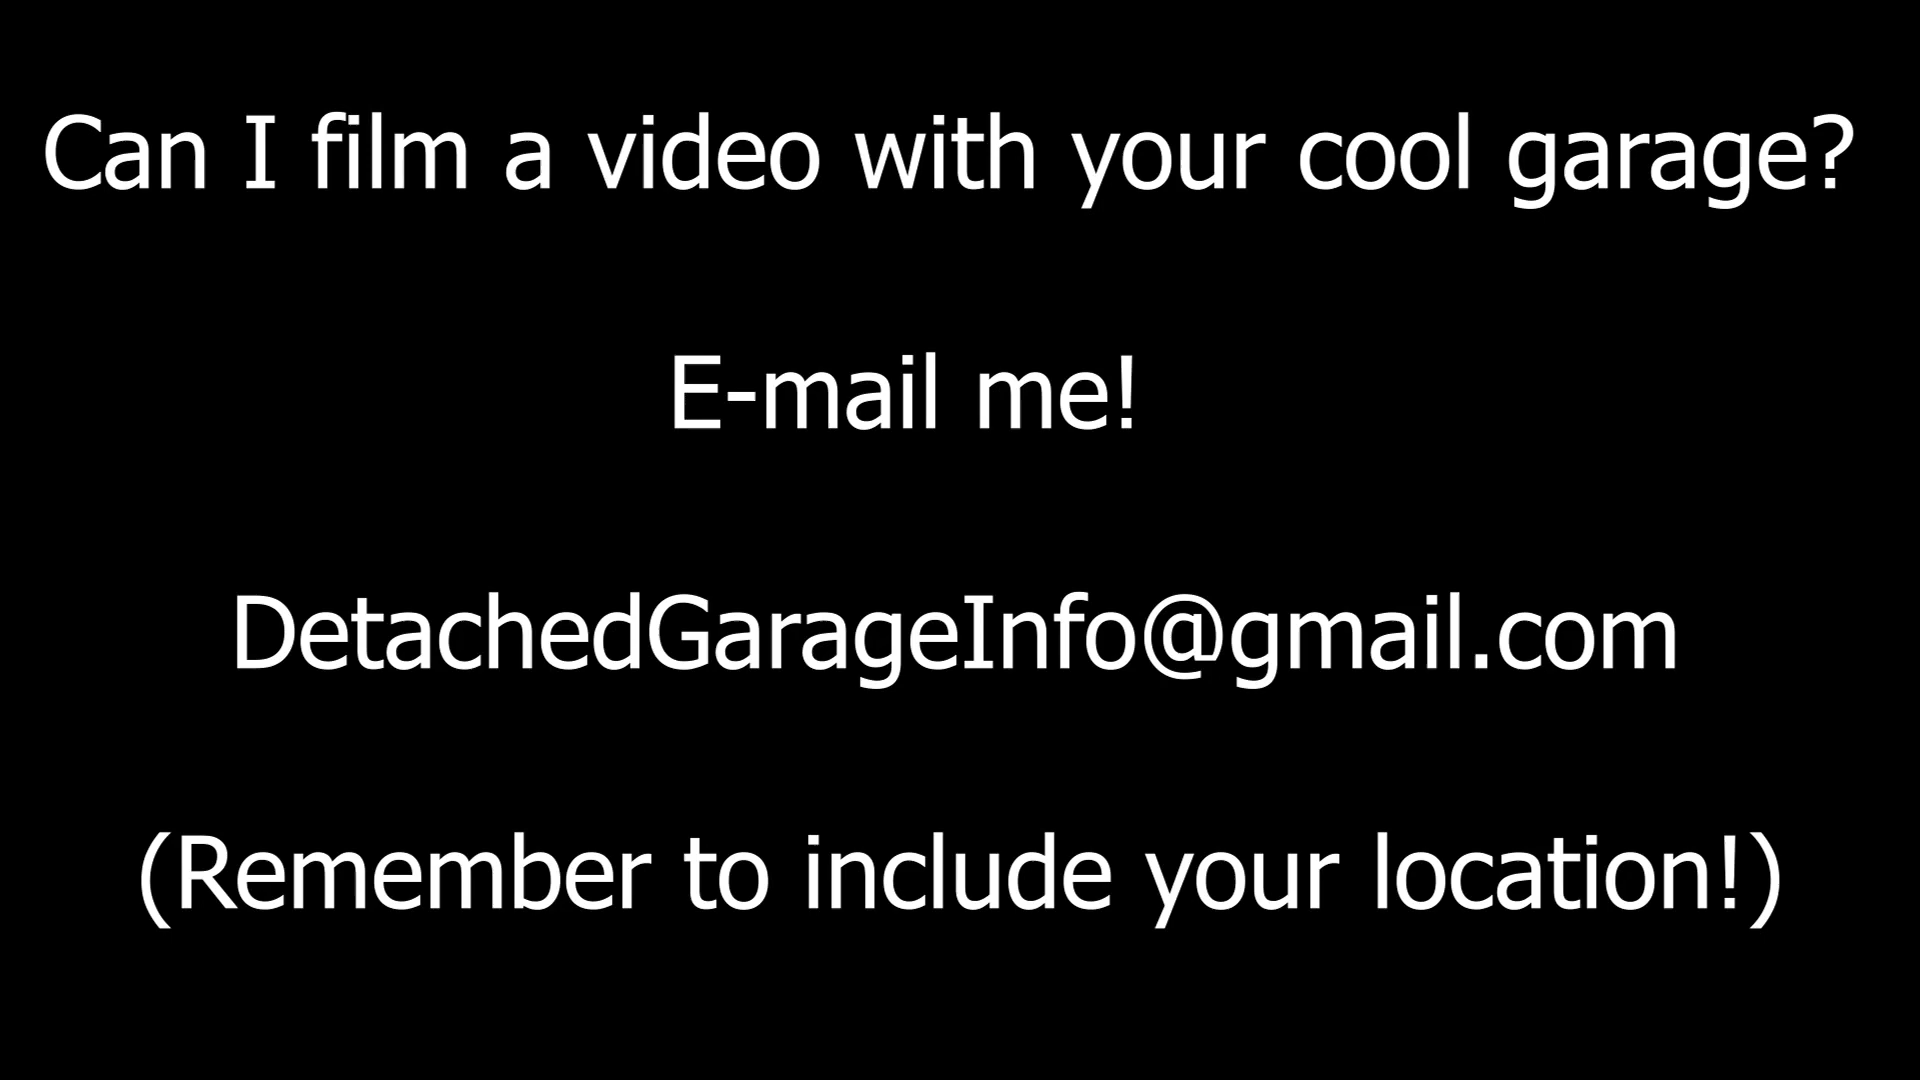 Can I film a video with your cool garage?
E-mail me!
DetachedGarageInfo@gmail.com
(Remember to include your location!)